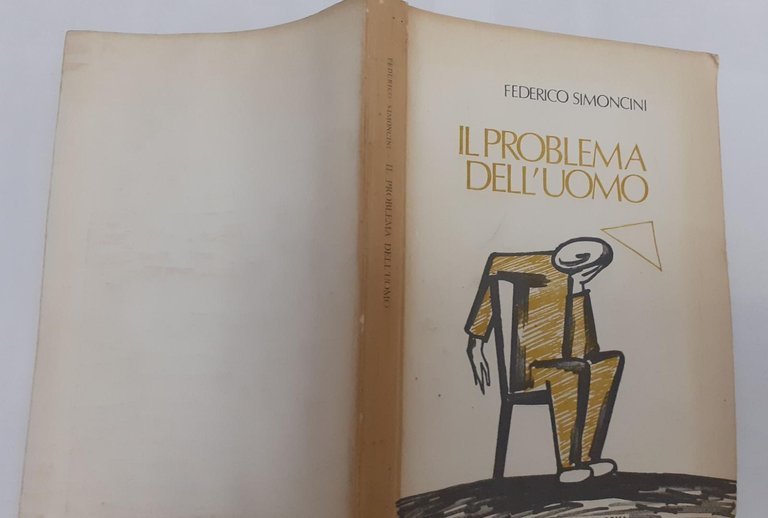 FEDERICO SIMONCINI
IL PROBLEMA
DELL'UOMO
FEDERICO SIMONCINI IL PROBLEMA DELL'UOMO